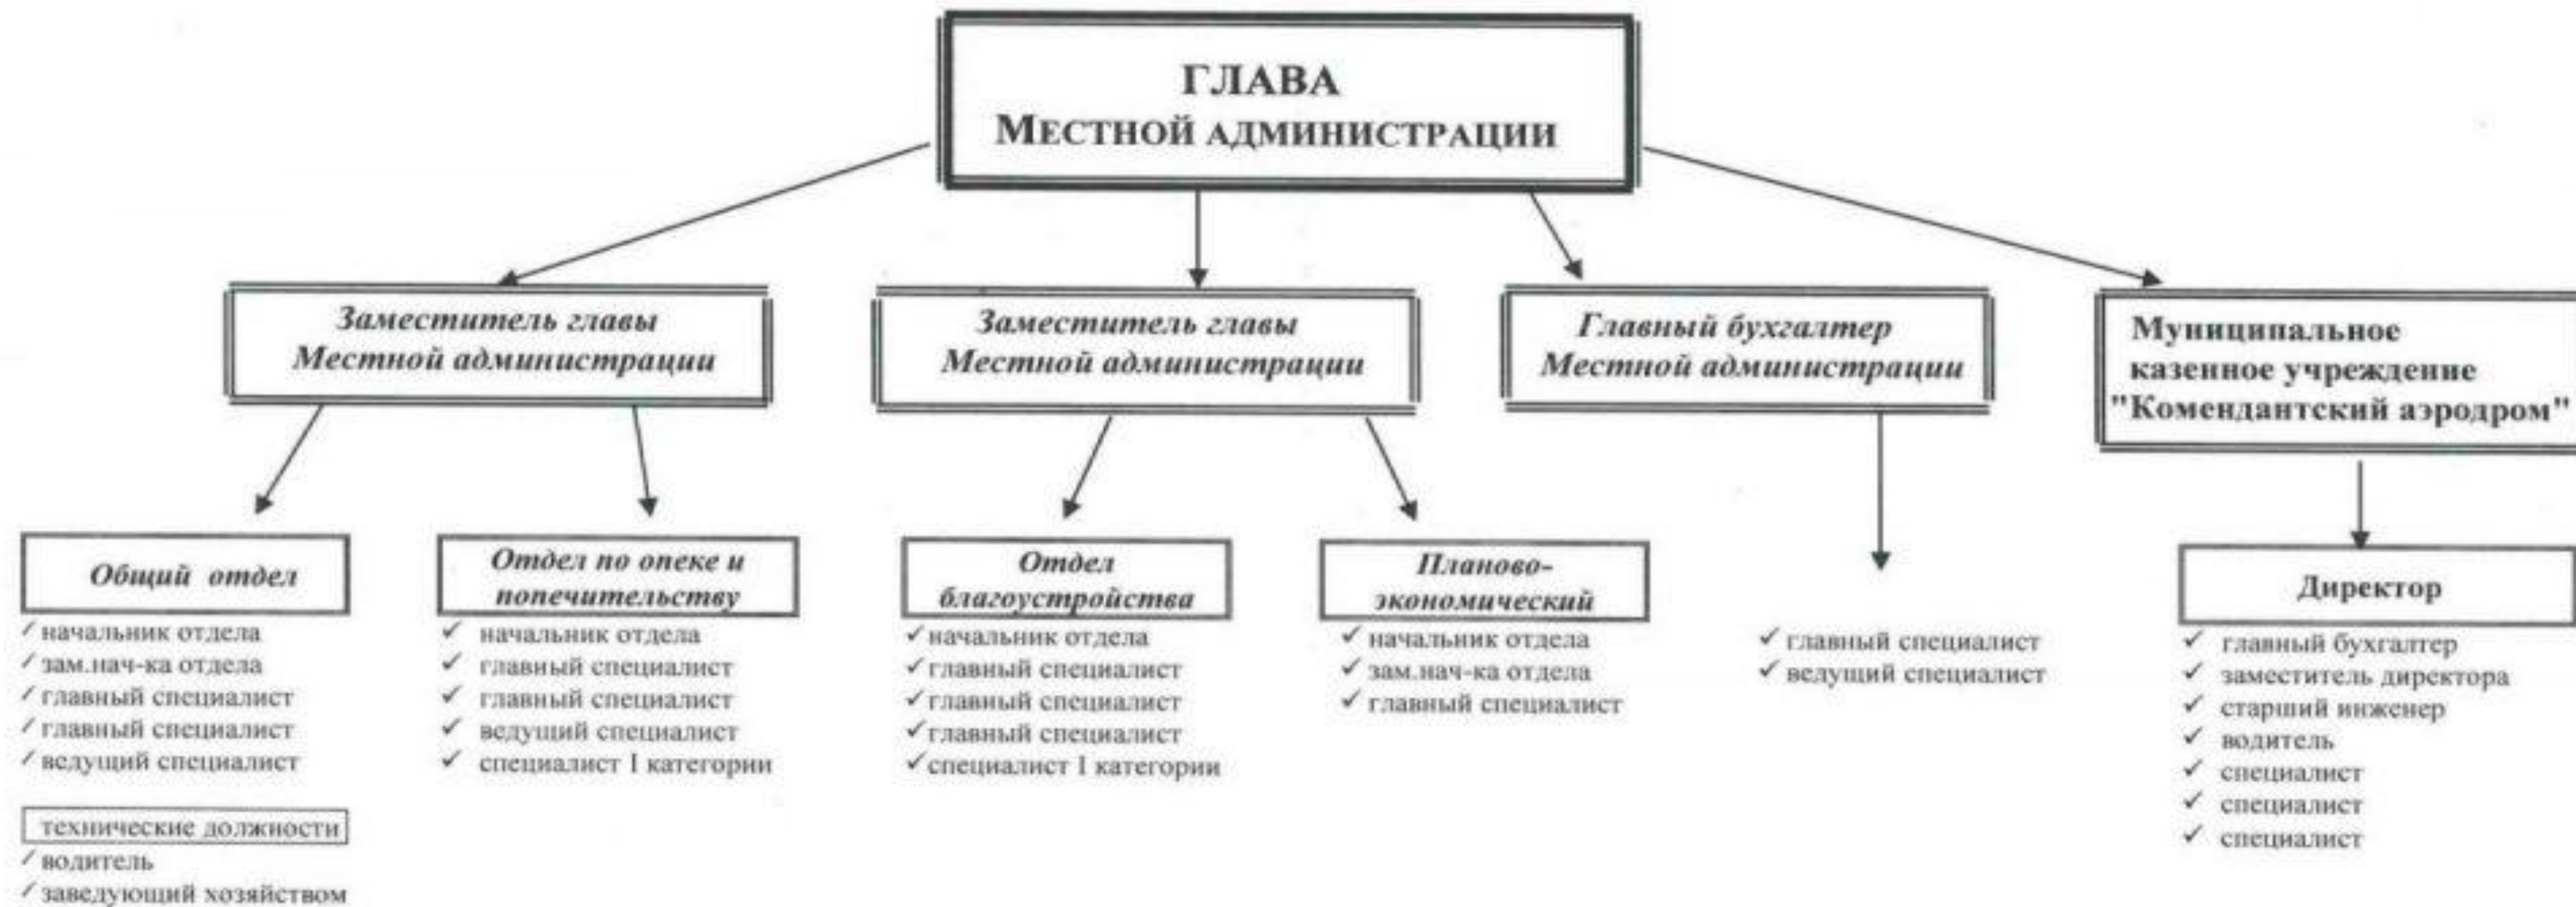 ГЛАВА
МЕСТНОЙ АДМИНИСТРАЦИИ
Заместитель главы
Местной администрации
Заместитель главы
Местной администрации
Главный бухгалтер
Местной администрации
Муниципальное
казенное учреждение
"Комендантский аэродром"
Общий отдел
✓ начальник отдела
✓ зам.нач-ка отдела
✓ главный специалист
✓ главный специалист
✓ ведущий специалист
технические должности
✓ водитель
✓ заведующий хозяйством
Отдел по опеке и
попечительству
✓ начальник отдела
✓ главный специалист
✓ главный специалист
✓ ведущий специалист
✓ специалист I категории
Отдел
благоустройства
✓ начальник отдела
✓ главный специалист
✓ главный специалист
✓ главный специалист
✓ специалист I категории
Планово-
экономический
✓ начальник отдела
✓ зам.нач-ка отдела
✓ главный специалист
✓ главный специалист
✓ ведущий специалист
Директор
✓ главный бухгалтер
✓ заместитель директора
✓ старший инженер
✓ водитель
✓ специалист
✓ специалист
✓ специалист